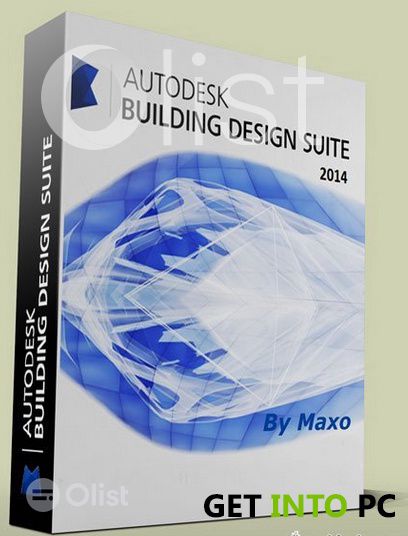 Olist
AUTODESK
BUILDING DESIGN SUITE
2014
AUTODESK
BUILDING DESIGN SUITE
By Maxo
Olist
GET INTO PC